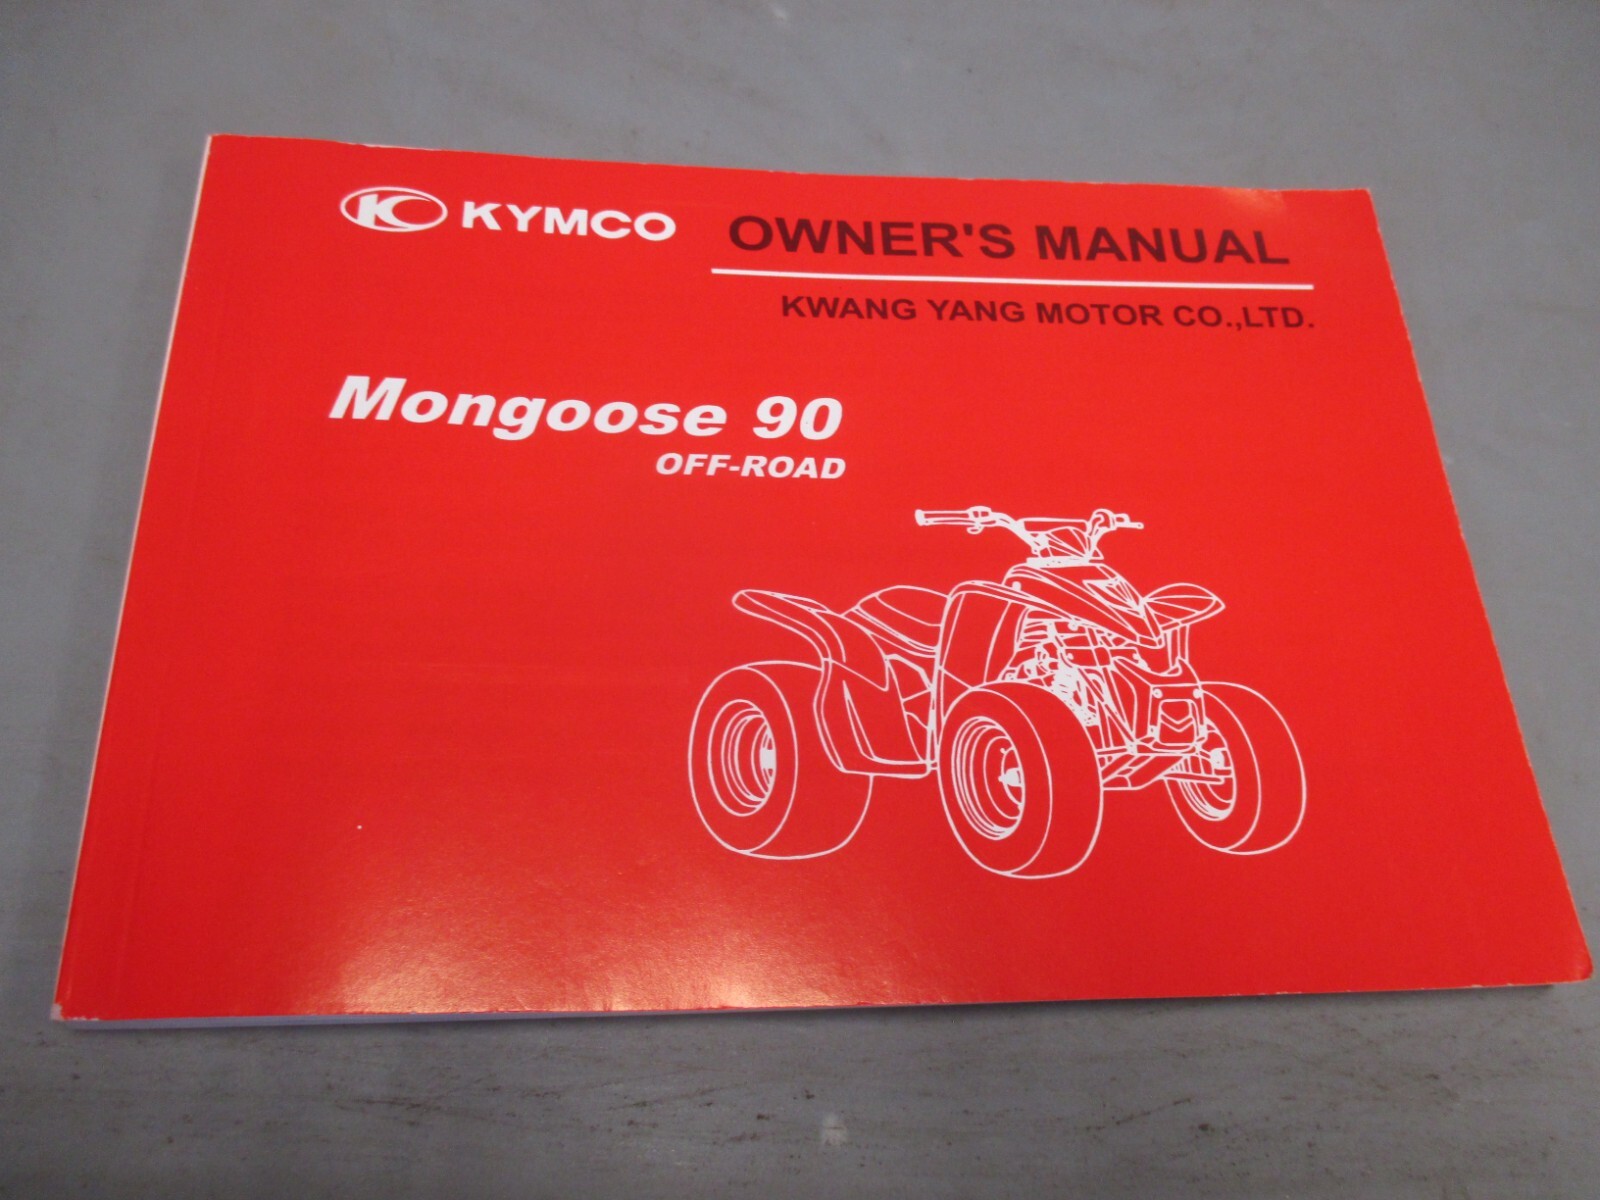 KYMCO
OWNER'S MANUAL
KWANG YANG MOTOR CO.,LTD.
Mongoose 90
OFF-ROAD